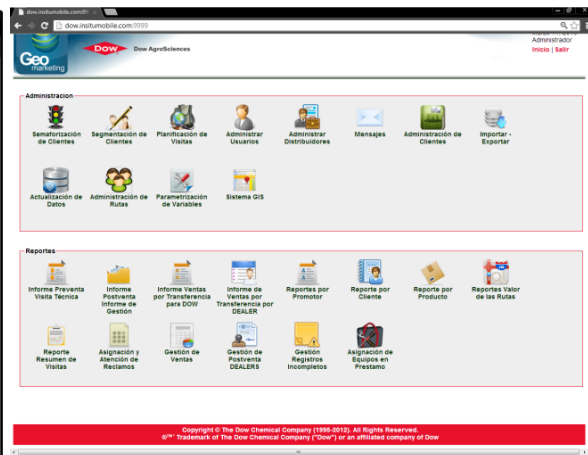 dow.insitumobile.com:9999
Administrador
Inicio | Salir
Geo
marketing
DOW
Dow AgroSciences
Administracion
Semaforización de Clientes
Segmentación de Clientes
Planificación de Visitas
Administrar Usuarios
Administrar Distribuidores
Mensajes
Administración de Clientes
Importar - Exportar
Actualización de Datos
Administración de Rutas
Parametrización de Variables
Sistema GIS
Reportes
Informe Preventa Visita Técnica
Informe Postventa Informe de Gestión
Informe Ventas por Transferencia para DOW
Informe de Ventas por Transferencia por DEALER
Reportes por Promotor
Reporte por Cliente
Reporte por Producto
Reportes Valor de las Rutas
Reporte Resumen de Visitas
Asignación y Atención de Reclamos
Gestión de Ventas
Gestión de Postventa DEALERS
Gestión Registros Incompletos
Asignación de Equipos en Prestamo
Copyright © The Dow Chemical Company (1995-2012). All Rights Reserved.
®™* Trademark of The Dow Chemical Company ("Dow") or an affiliated company of Dow